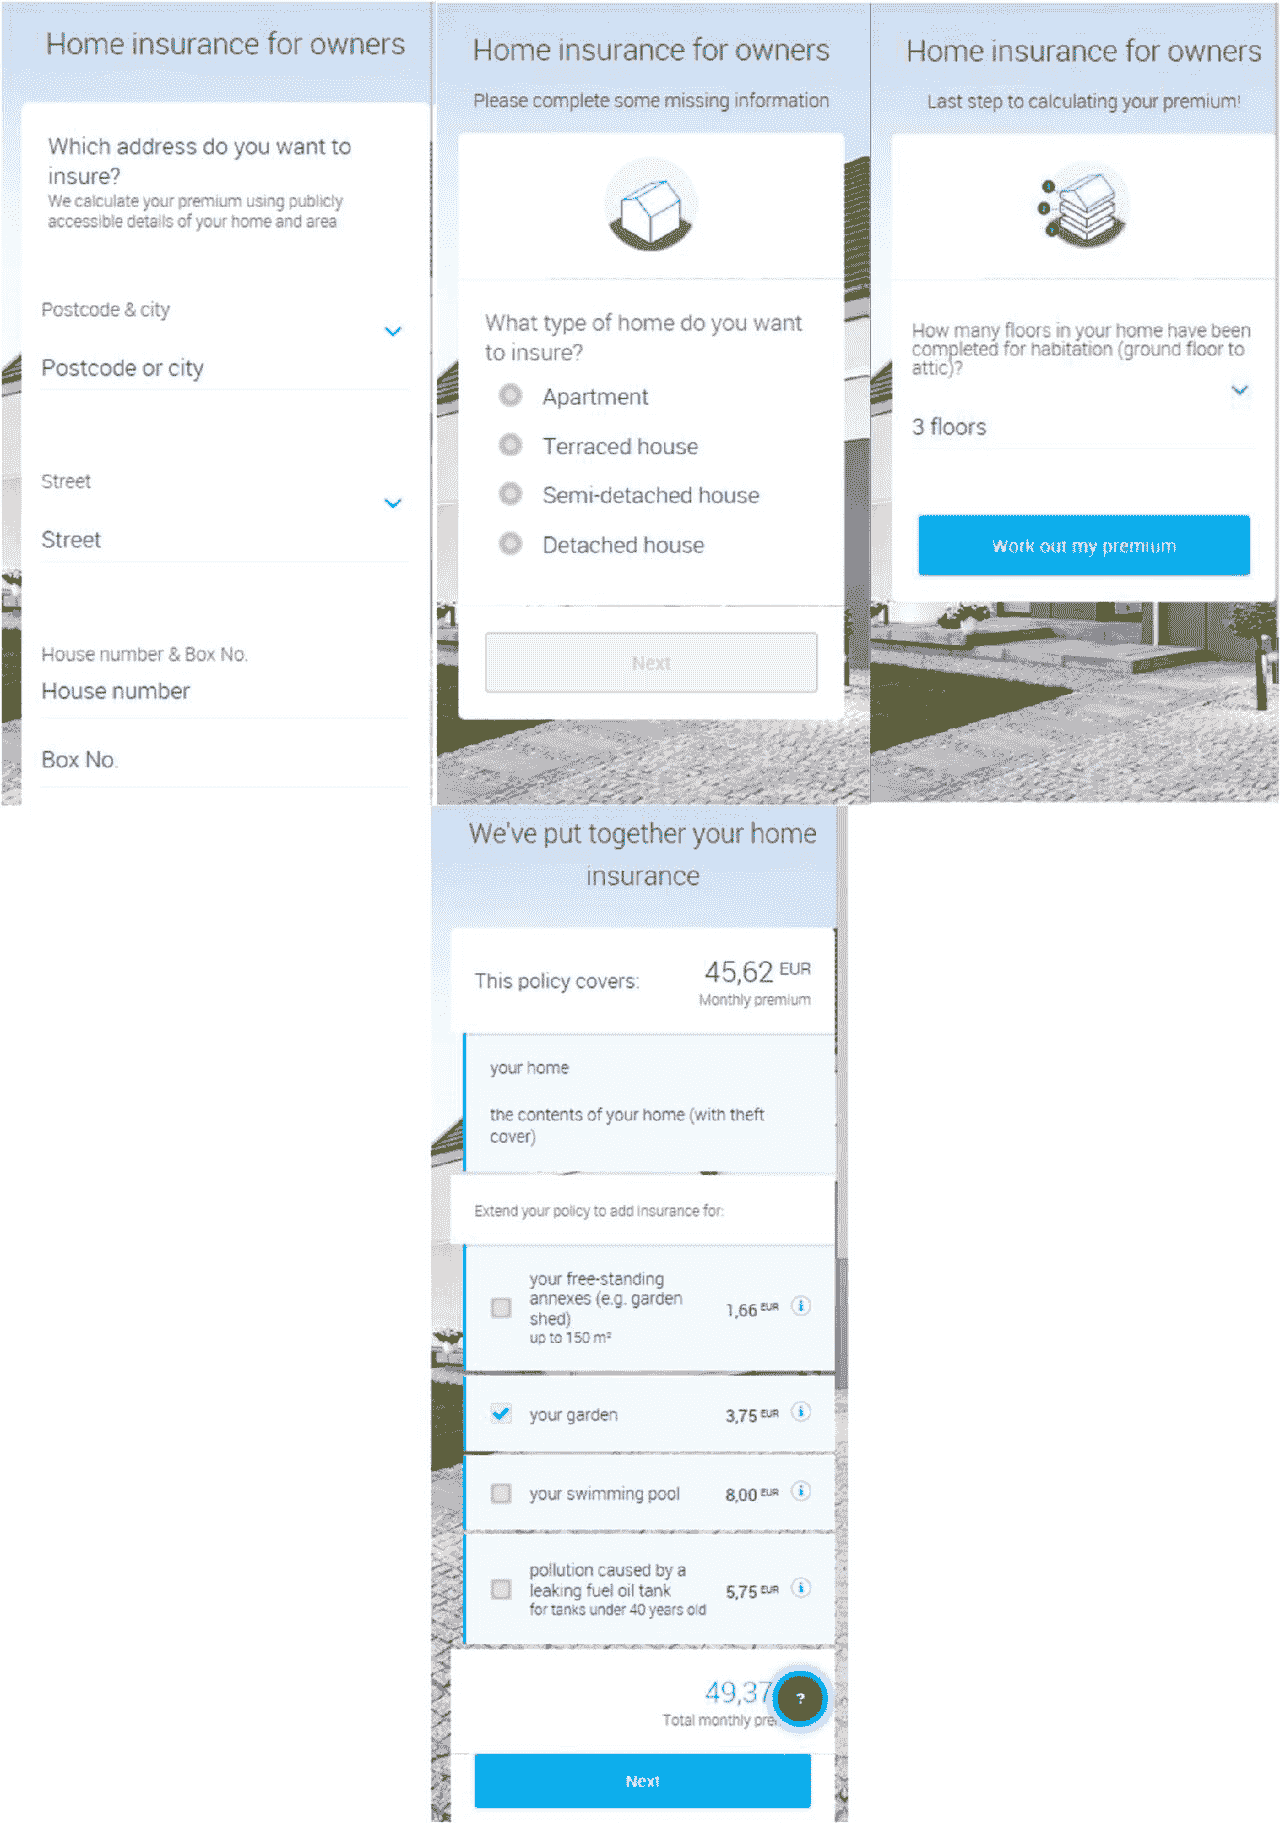 Home insurance for owners
Which address do you want to
insure?
We calculate your premium using publicly
accessible details of your home and area
Postcode & city
Postcode or city
Street
Street
House number & Box No.
House number
Box No.
Home insurance for owners
Please complete some missing information
What type of home do you want
to insure?
Apartment
Terraced house
Semi-detached house
Detached house
Next
Home insurance for owners
Last step to calculating your premium!
How many floors in your home have been
completed for habitation (ground floor to
attic)?
3 floors
Work out my premium
We've put together your home
insurance
This policy covers:
45,62 EUR
Monthly premium
your home
the contents of your home (with theft
cover)
Extend your policy to add insurance for:
your free-standing
annexes (e.g. garden
shed)
up to 150 m²
1,66 EUR i
your garden 3,75 EUR i
your swimming pool 8,00 EUR i
pollution caused by a
leaking fuel oil tank
for tanks under 40 years old
5,75 EUR i
49,37
?
Total monthly pre
Next